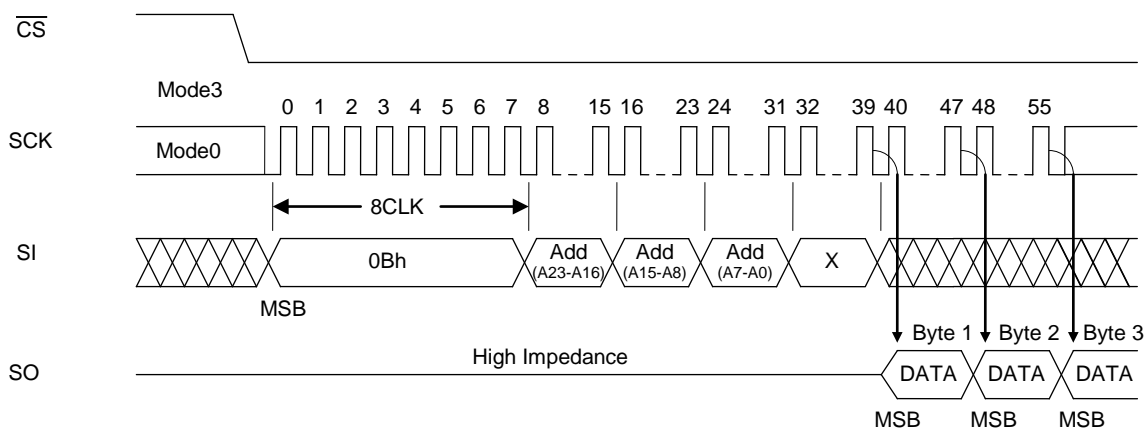 CS
Mode3
0 1 2 3 4 5 6 7 8 15 16 23 24 31 32 39 40 47 48 55
SCK
Mode0
8CLK
SI
0Bh
Add (A23-A16)
Add (A15-A8)
Add (A7-A0)
X
MSB
Byte 1 Byte 2 Byte 3
High Impedance
SO
DATA DATA DATA
MSB MSB MSB